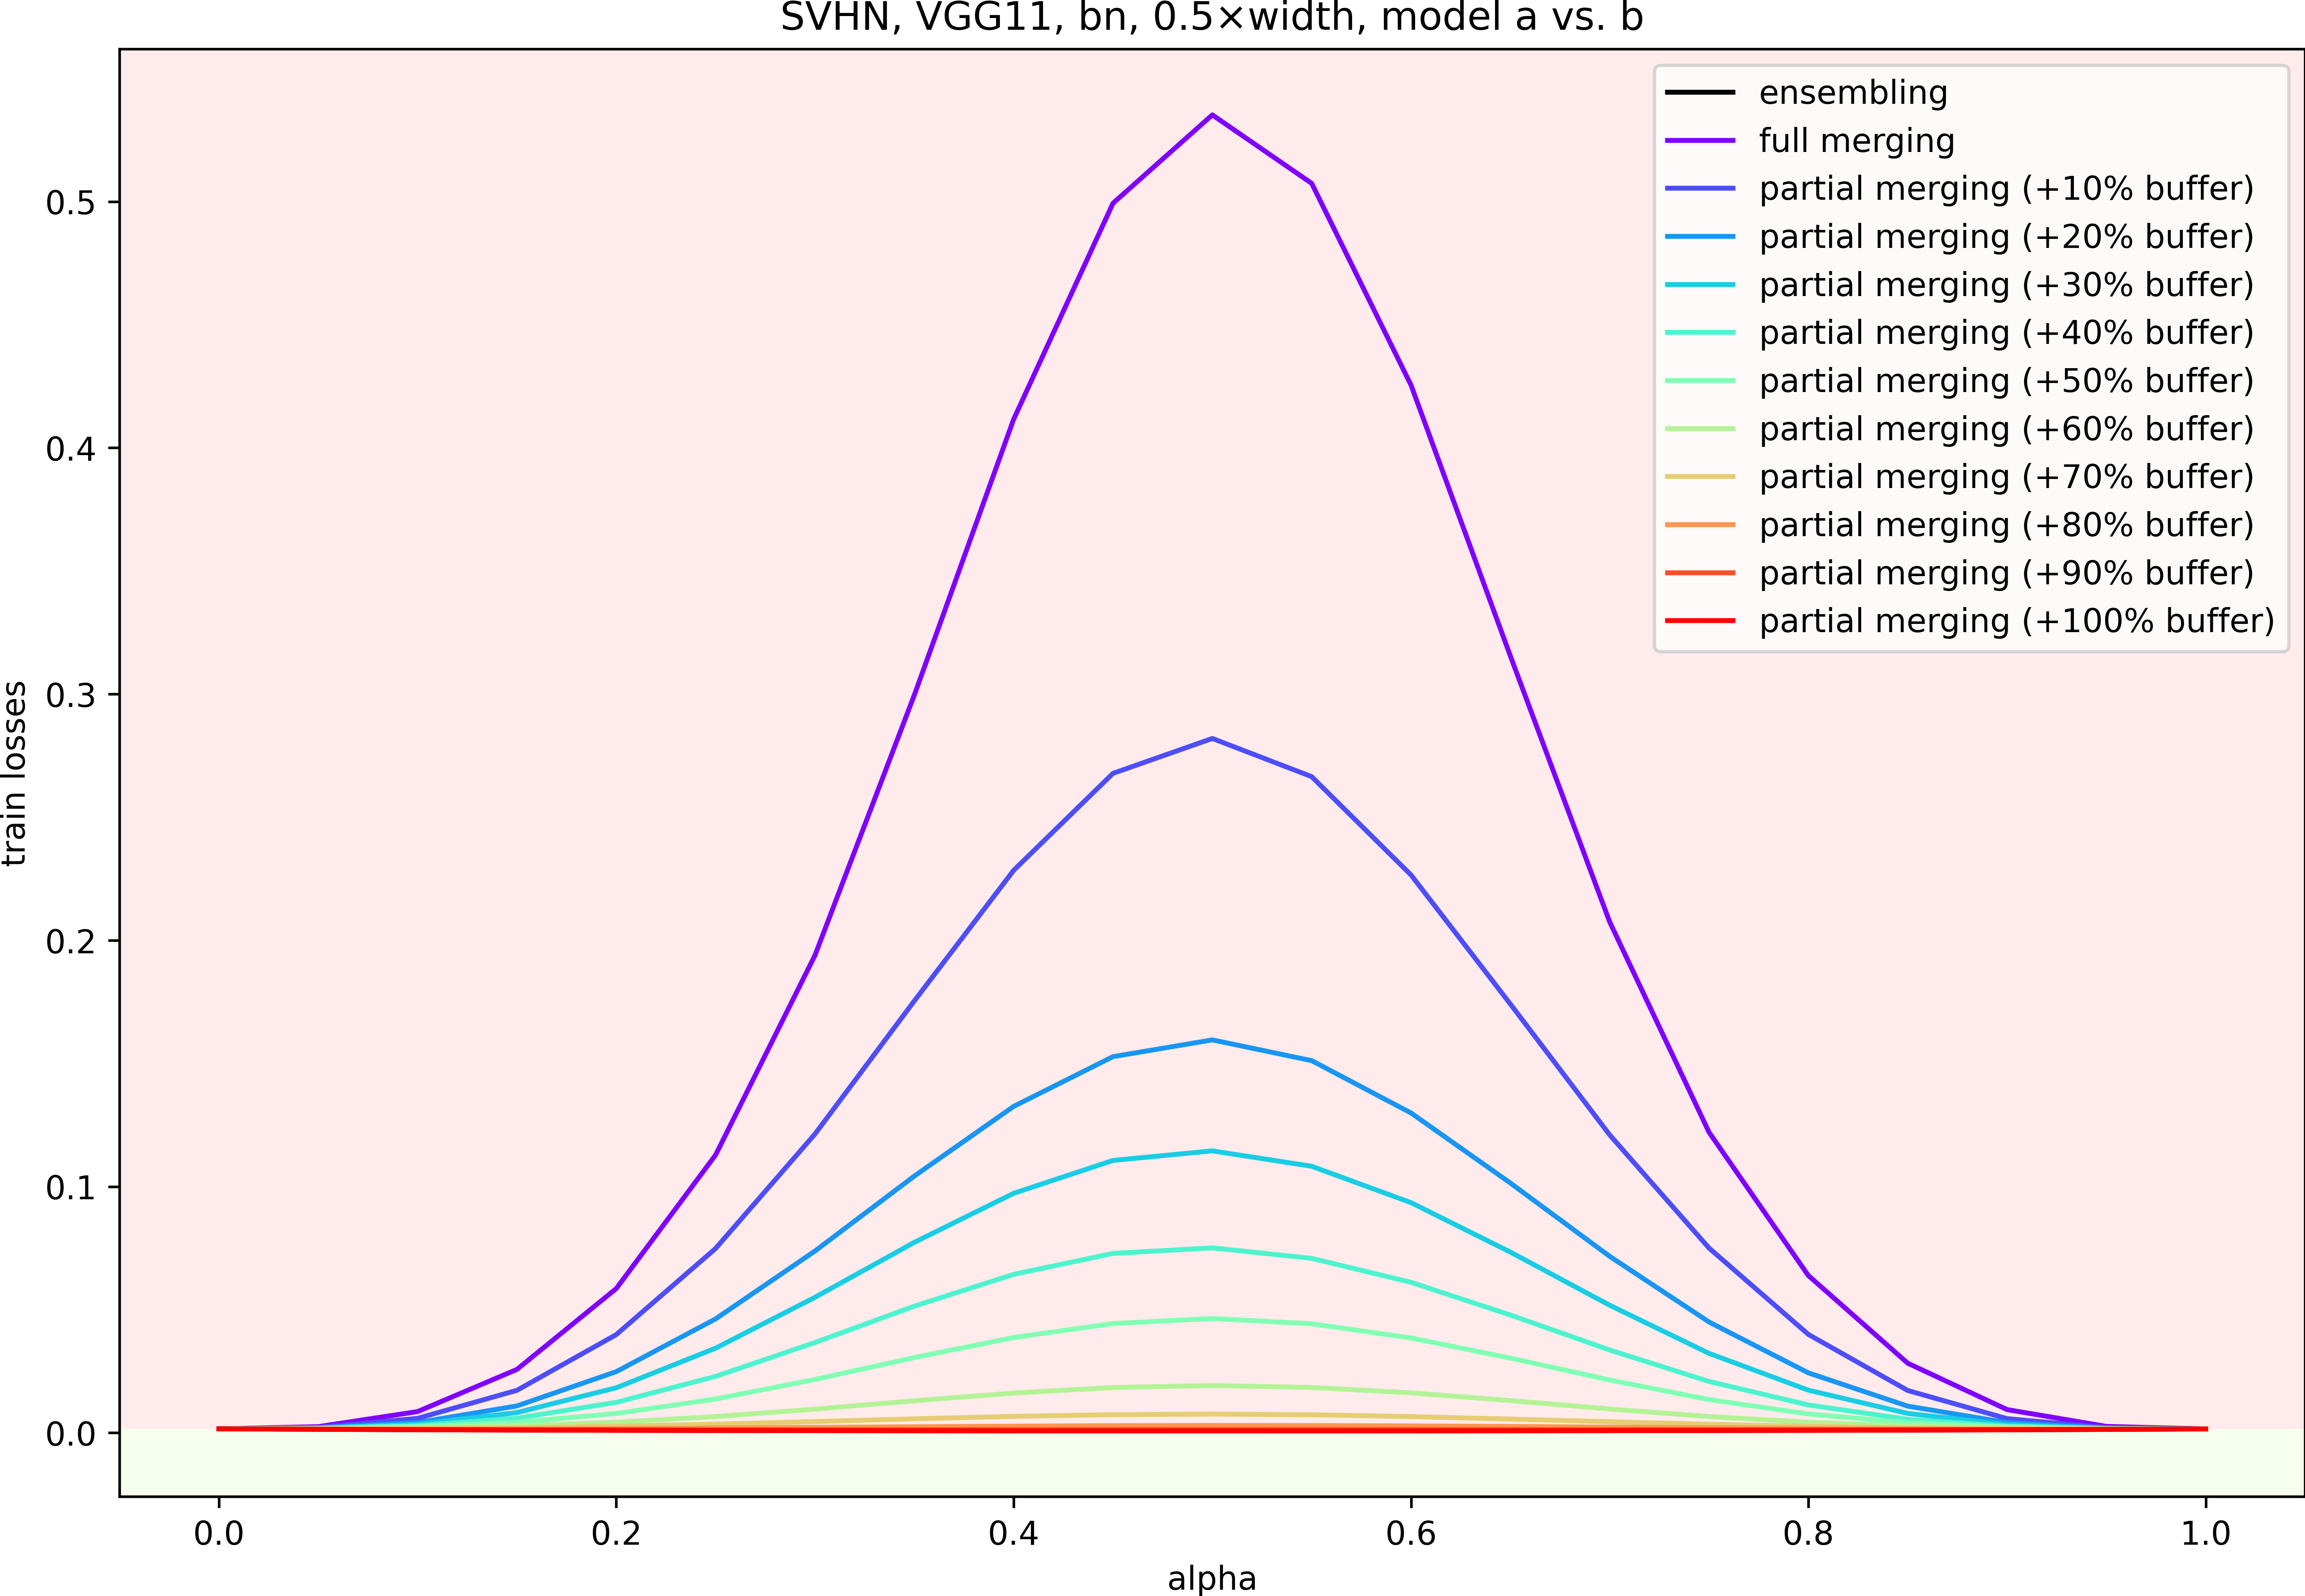 SVHN, VGG11, bn, 0.5×width, model a vs. b
ensembling
full merging
partial merging (+10% buffer)
partial merging (+20% buffer)
partial merging (+30% buffer)
partial merging (+40% buffer)
partial merging (+50% buffer)
partial merging (+60% buffer)
partial merging (+70% buffer)
partial merging (+80% buffer)
partial merging (+90% buffer)
partial merging (+100% buffer)
train losses
0.5
0.4
0.3
0.2
0.1
0.0
0.0 0.2 0.4 0.6 0.8 1.0
alpha